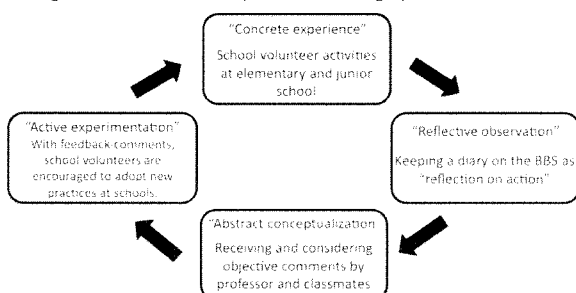 "Concrete experience"
School volunteer activities
at elementary and junior
school
"Reflective observation"
Keeping a diary on the BBS as
"reflection on action"
"Abstract conceptualization
Receiving and considering
objective comments by
professor and classmates
"Active experimentation"
With feedback comments,
school volunteers are
encouraged to adopt new
practices at schools.